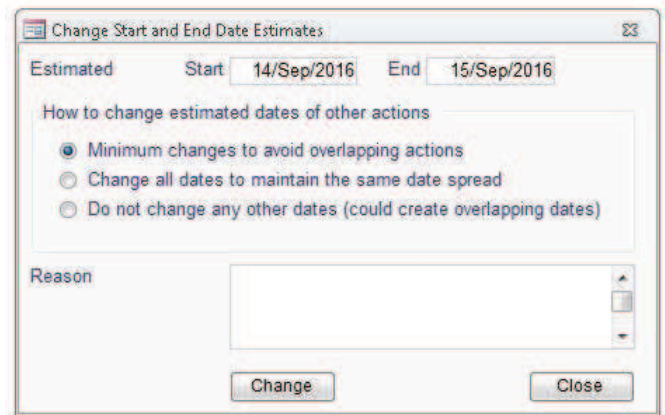 Change Start and End Date Estimates
Estimated Start 14/Sep/2016 End 15/Sep/2016
How to change estimated dates of other actions
Minimum changes to avoid overlapping actions
Change all dates to maintain the same date spread
Do not change any other dates (could create overlapping dates)
Reason
Change Close